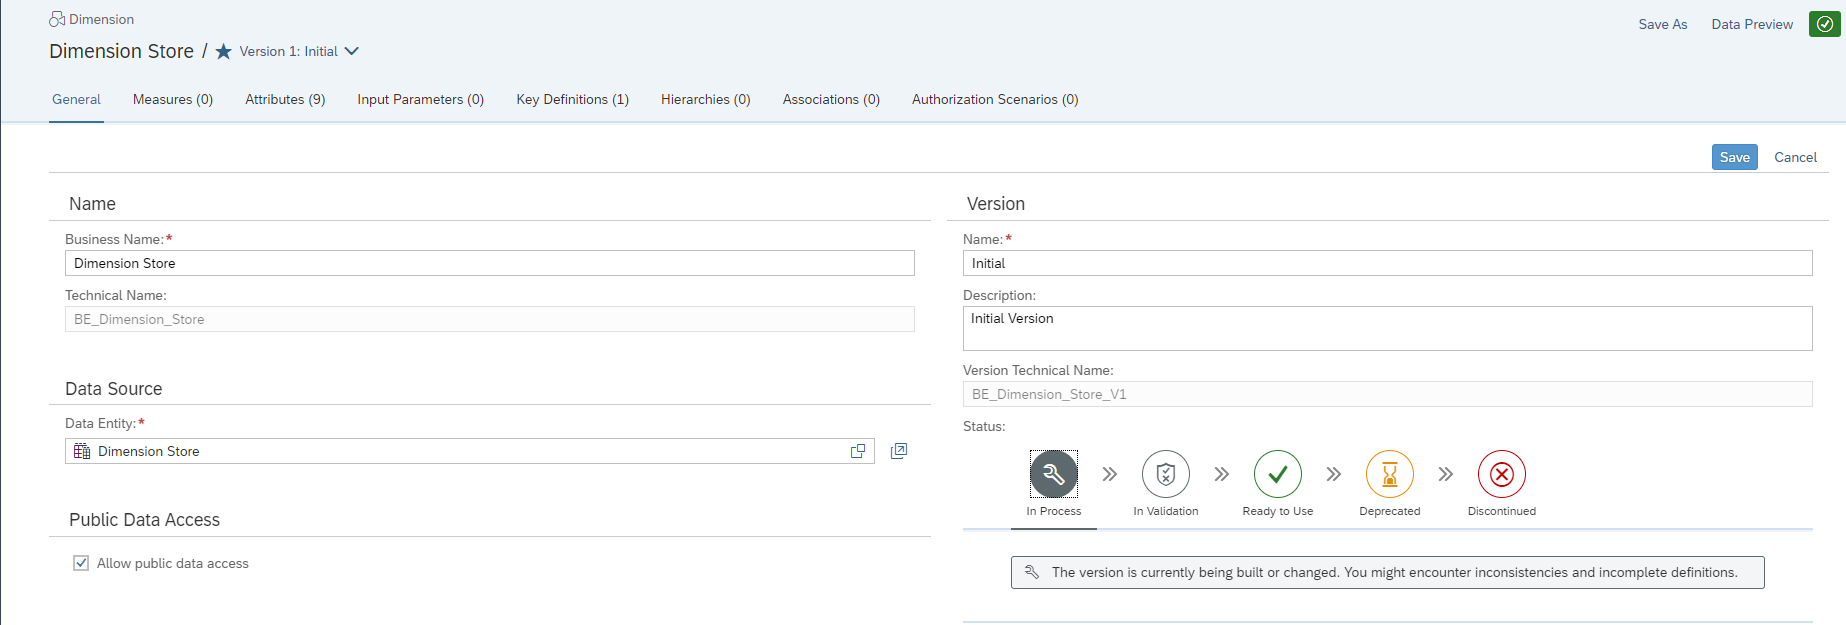 Dimension
Save As Data Preview
Dimension Store / Version 1: Initial
General Measures (0) Attributes (9) Input Parameters (0) Key Definitions (1) Hierarchies (0) Associations (0) Authorization Scenarios (0)
Save Cancel
Name
Business Name:*
Dimension Store
Technical Name:
BE_Dimension_Store
Data Source
Data Entity:*
Dimension Store
Public Data Access
Allow public data access
Version
Name:*
Initial
Description:
Initial Version
Version Technical Name:
BE_Dimension_Store_V1
Status:
In Process In Validation Ready to Use Deprecated Discontinued
The version is currently being built or changed. You might encounter inconsistencies and incomplete definitions.